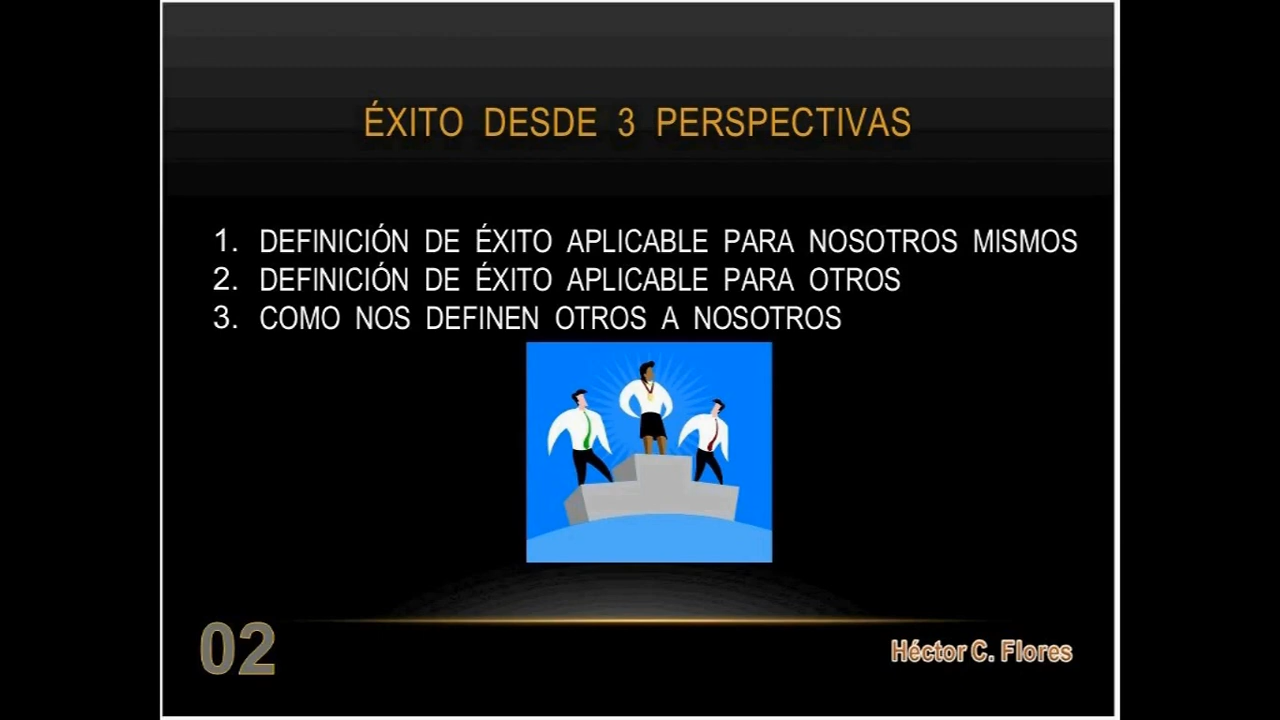 ÉXITO DESDE 3 PERSPECTIVAS
1. DEFINICIÓN DE ÉXITO APLICABLE PARA NOSOTROS MISMOS
2. DEFINICIÓN DE ÉXITO APLICABLE PARA OTROS
3. COMO NOS DEFINEN OTROS A NOSOTROS
02
Héctor C. Flores